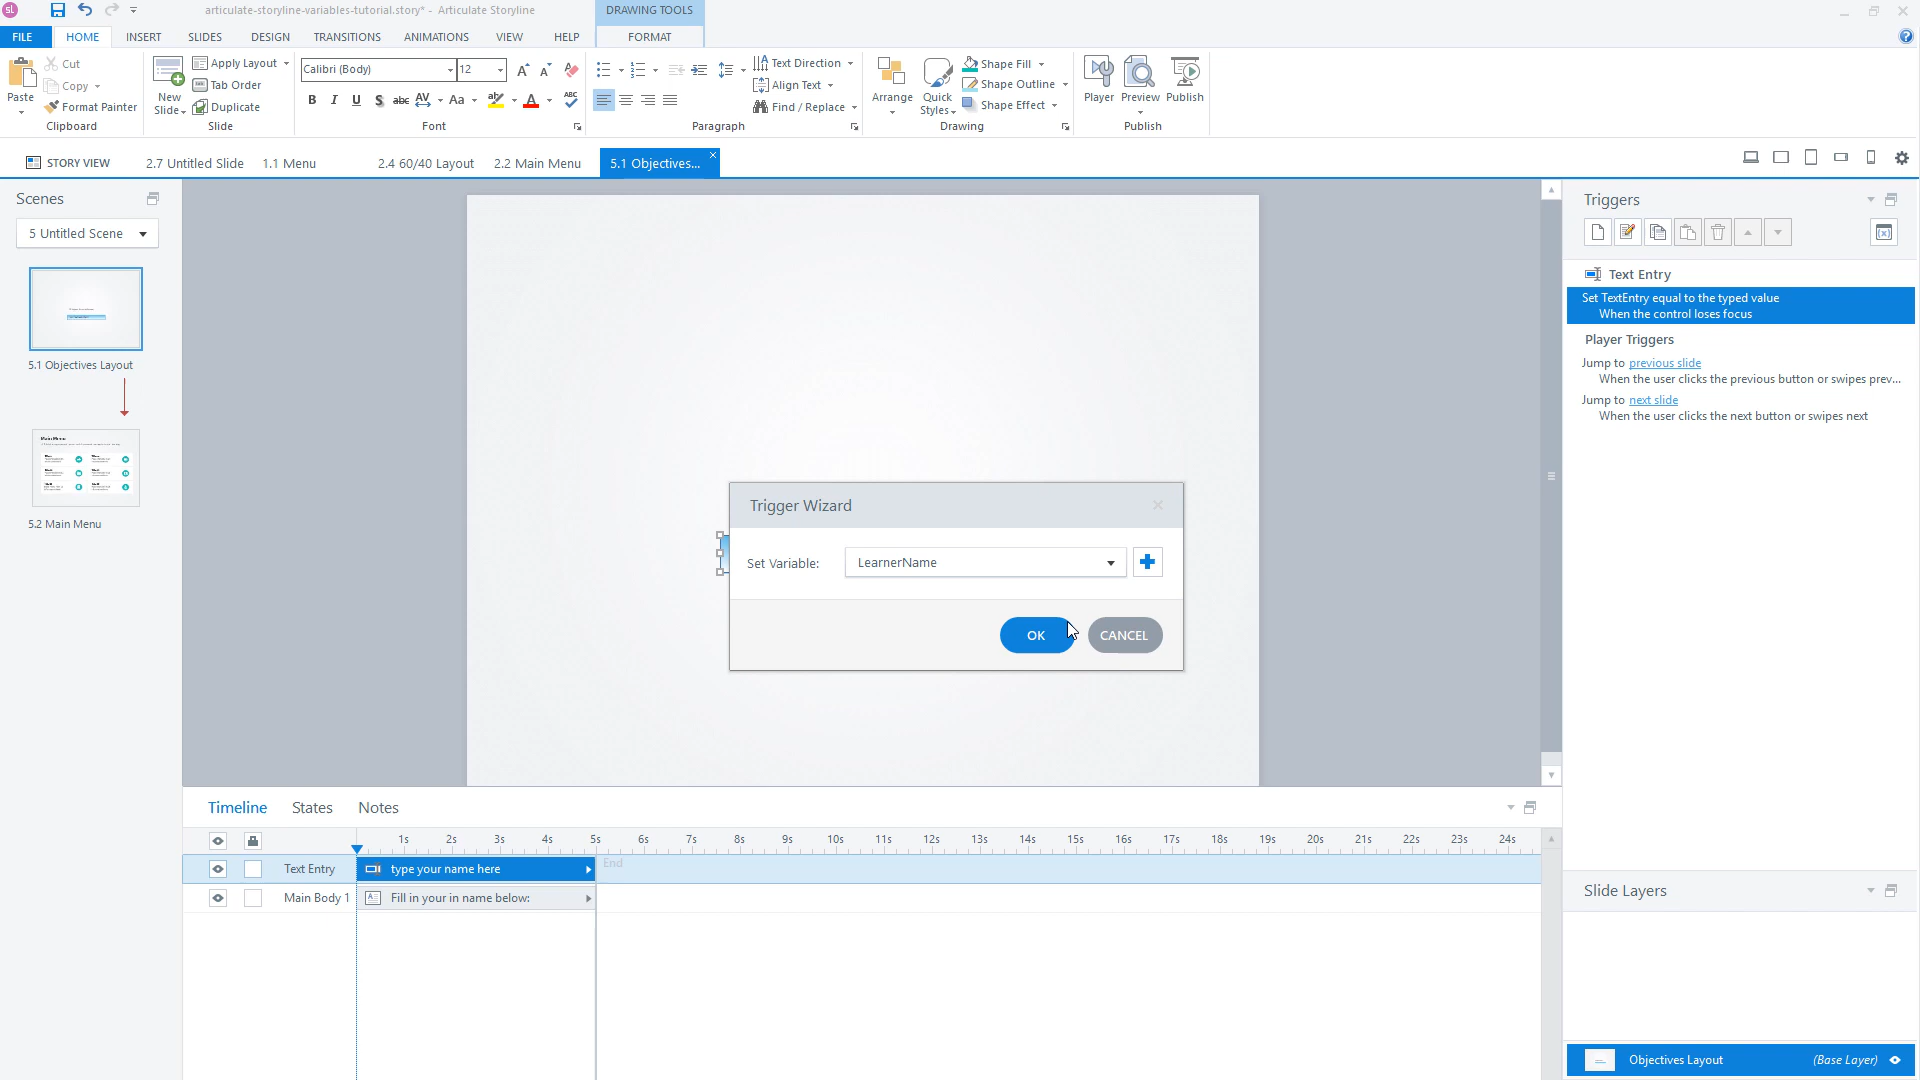 SL
articulate-storyline-variables-tutorial.story* - Articulate Storyline
DRAWING TOOLS
FILE HOME INSERT SLIDES DESIGN TRANSITIONS ANIMATIONS VIEW HELP FORMAT
Paste
Cut
Copy
Format Painter
Clipboard
New Slide
Apply Layout
Tab Order
Duplicate
Slide
Calibri (Body) 12
B I U S abc AV Aa ab A ABC
Font
Text Direction
Align Text
Find / Replace
Paragraph
Arrange
Quick Styles
Shape Fill
Shape Outline
Shape Effect
Drawing
Player Preview Publish
Publish
STORY VIEW 2.7 Untitled Slide 1.1 Menu 2.4 60/40 Layout 2.2 Main Menu 5.1 Objectives...
Scenes
5 Untitled Scene
5.1 Objectives Layout
Main Menu
5.2 Main Menu
Trigger Wizard
Set Variable: LearnerName
OK CANCEL
Triggers
Text Entry
Set TextEntry equal to the typed value
When the control loses focus
Player Triggers
Jump to previous slide
When the user clicks the previous button or swipes prev...
Jump to next slide
When the user clicks the next button or swipes next
Timeline States Notes
1s 2s 3s 4s 5s 6s 7s 8s 9s 10s 11s 12s 13s 14s 15s 16s 17s 18s 19s 20s 21s 22s 23s 24s
Text Entry type your name here End
Main Body 1 Fill in your in name below:
Slide Layers
Objectives Layout (Base Layer)